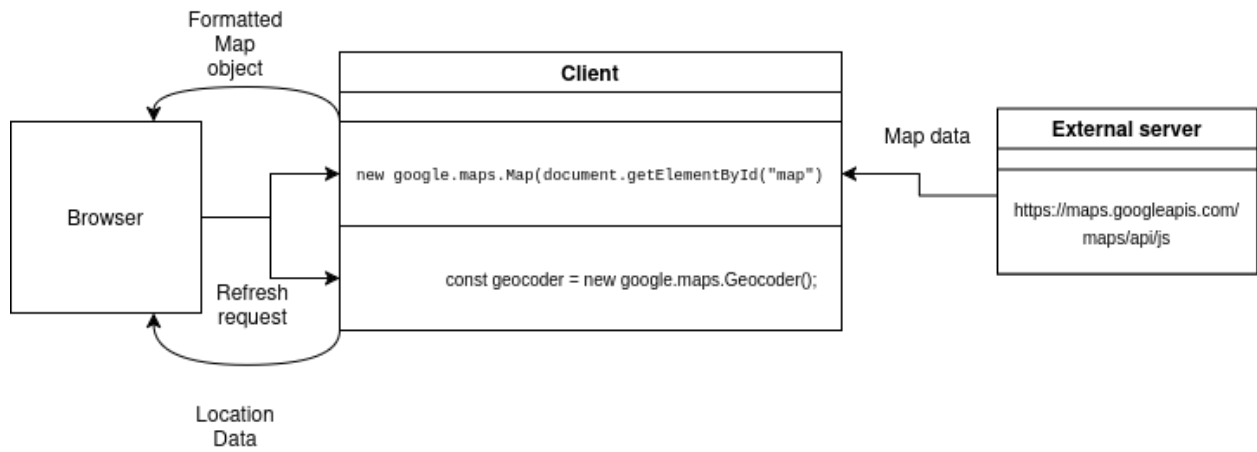 Formatted
Map
object
Client
External server
Map data
new google.maps.Map(document.getElementById("map")
Browser
https://maps.googleapis.com/
maps/api/js
const geocoder = new google.maps.Geocoder();
Refresh
request
Location
Data